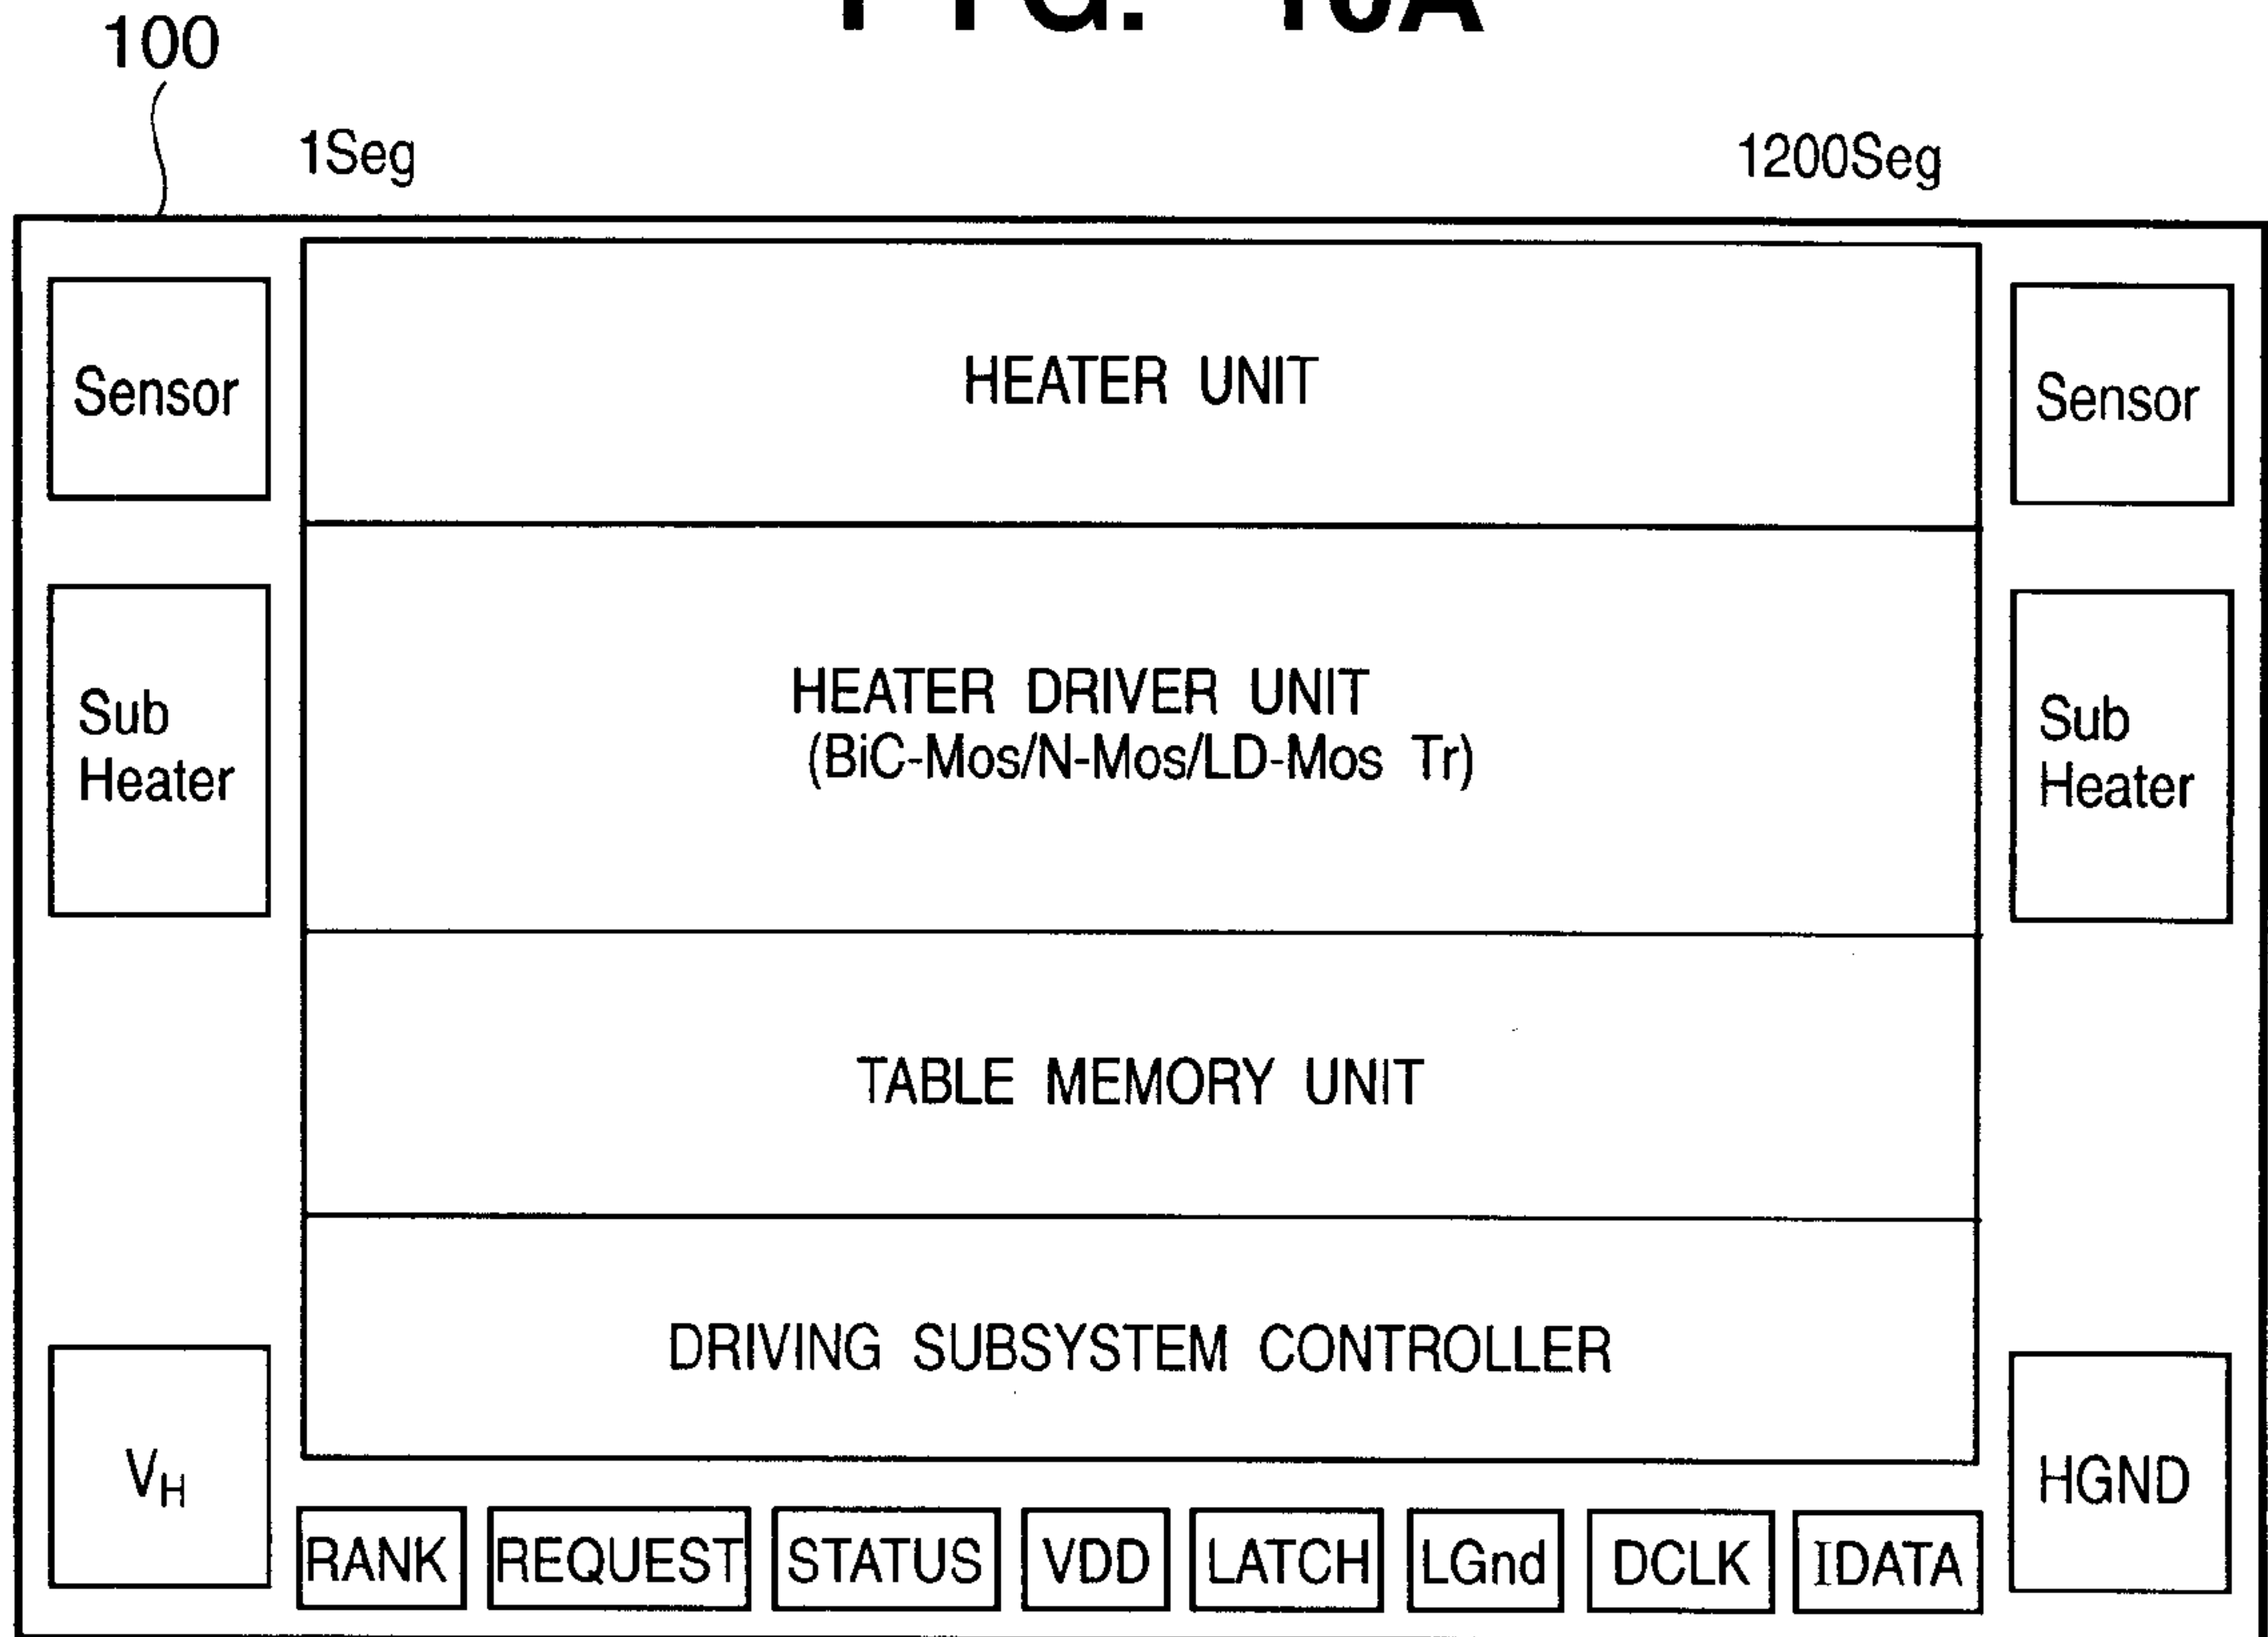 FIG.
100
1Seg
1200Seg
Sensor
HEATER UNIT
Sensor
Sub
Heater
HEATER DRIVER UNIT
(BiC-Mos/N-Mos/LD-Mos Tr)
Sub
Heater
TABLE MEMORY UNIT
DRIVING SUBSYSTEM CONTROLLER
VH
HGND
RANK
REQUEST
STATUS
VDD
LATCH
LGnd
DCLK
IDATA